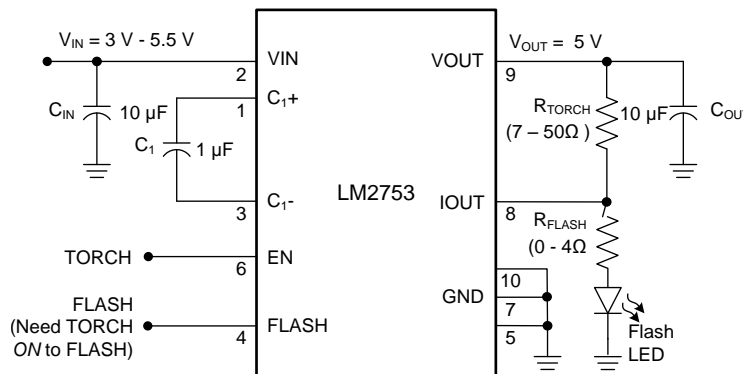 V_IN = 3 V - 5.5 V
C_IN
10 µF
C_1
1 µF
TORCH
FLASH
(Need TORCH
ON to FLASH)
2
1
3
6
4
VIN
C_1+
C_1-
EN
FLASH
LM2753
VOUT
IOUT
GND
9
8
10
7
5
V_OUT = 5 V
R_TORCH
(7 – 50Ω )
10 µF
C_OU
R_FLASH
(0 - 4Ω
Flash
LED